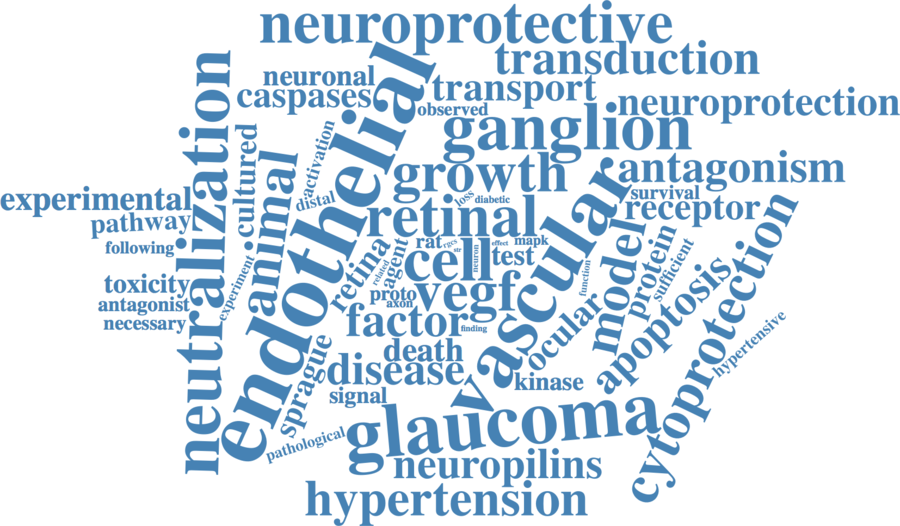 neuroprotective
transduction
neuronal
transport
caspases
observed
neuroprotection
ganglion
endothelial
neutralization
cultured
activation
animal
growth
antagonism
experimental
distal
loss
diabetic
survival
pathway
retinal
vascular
receptor
following
rat
rgcs
str
effect
mapk
cell
neuron
test
retina
agent
related
model
protein
sufficient
toxicity
experiment
proto
axon
vegf
function
cytoprotection
antagonist
necessary
factor
finding
ocular
apoptosis
hypertensive
death
sprague
disease
kinase
signal
glaucoma
pathological
neuropilins
hypertension